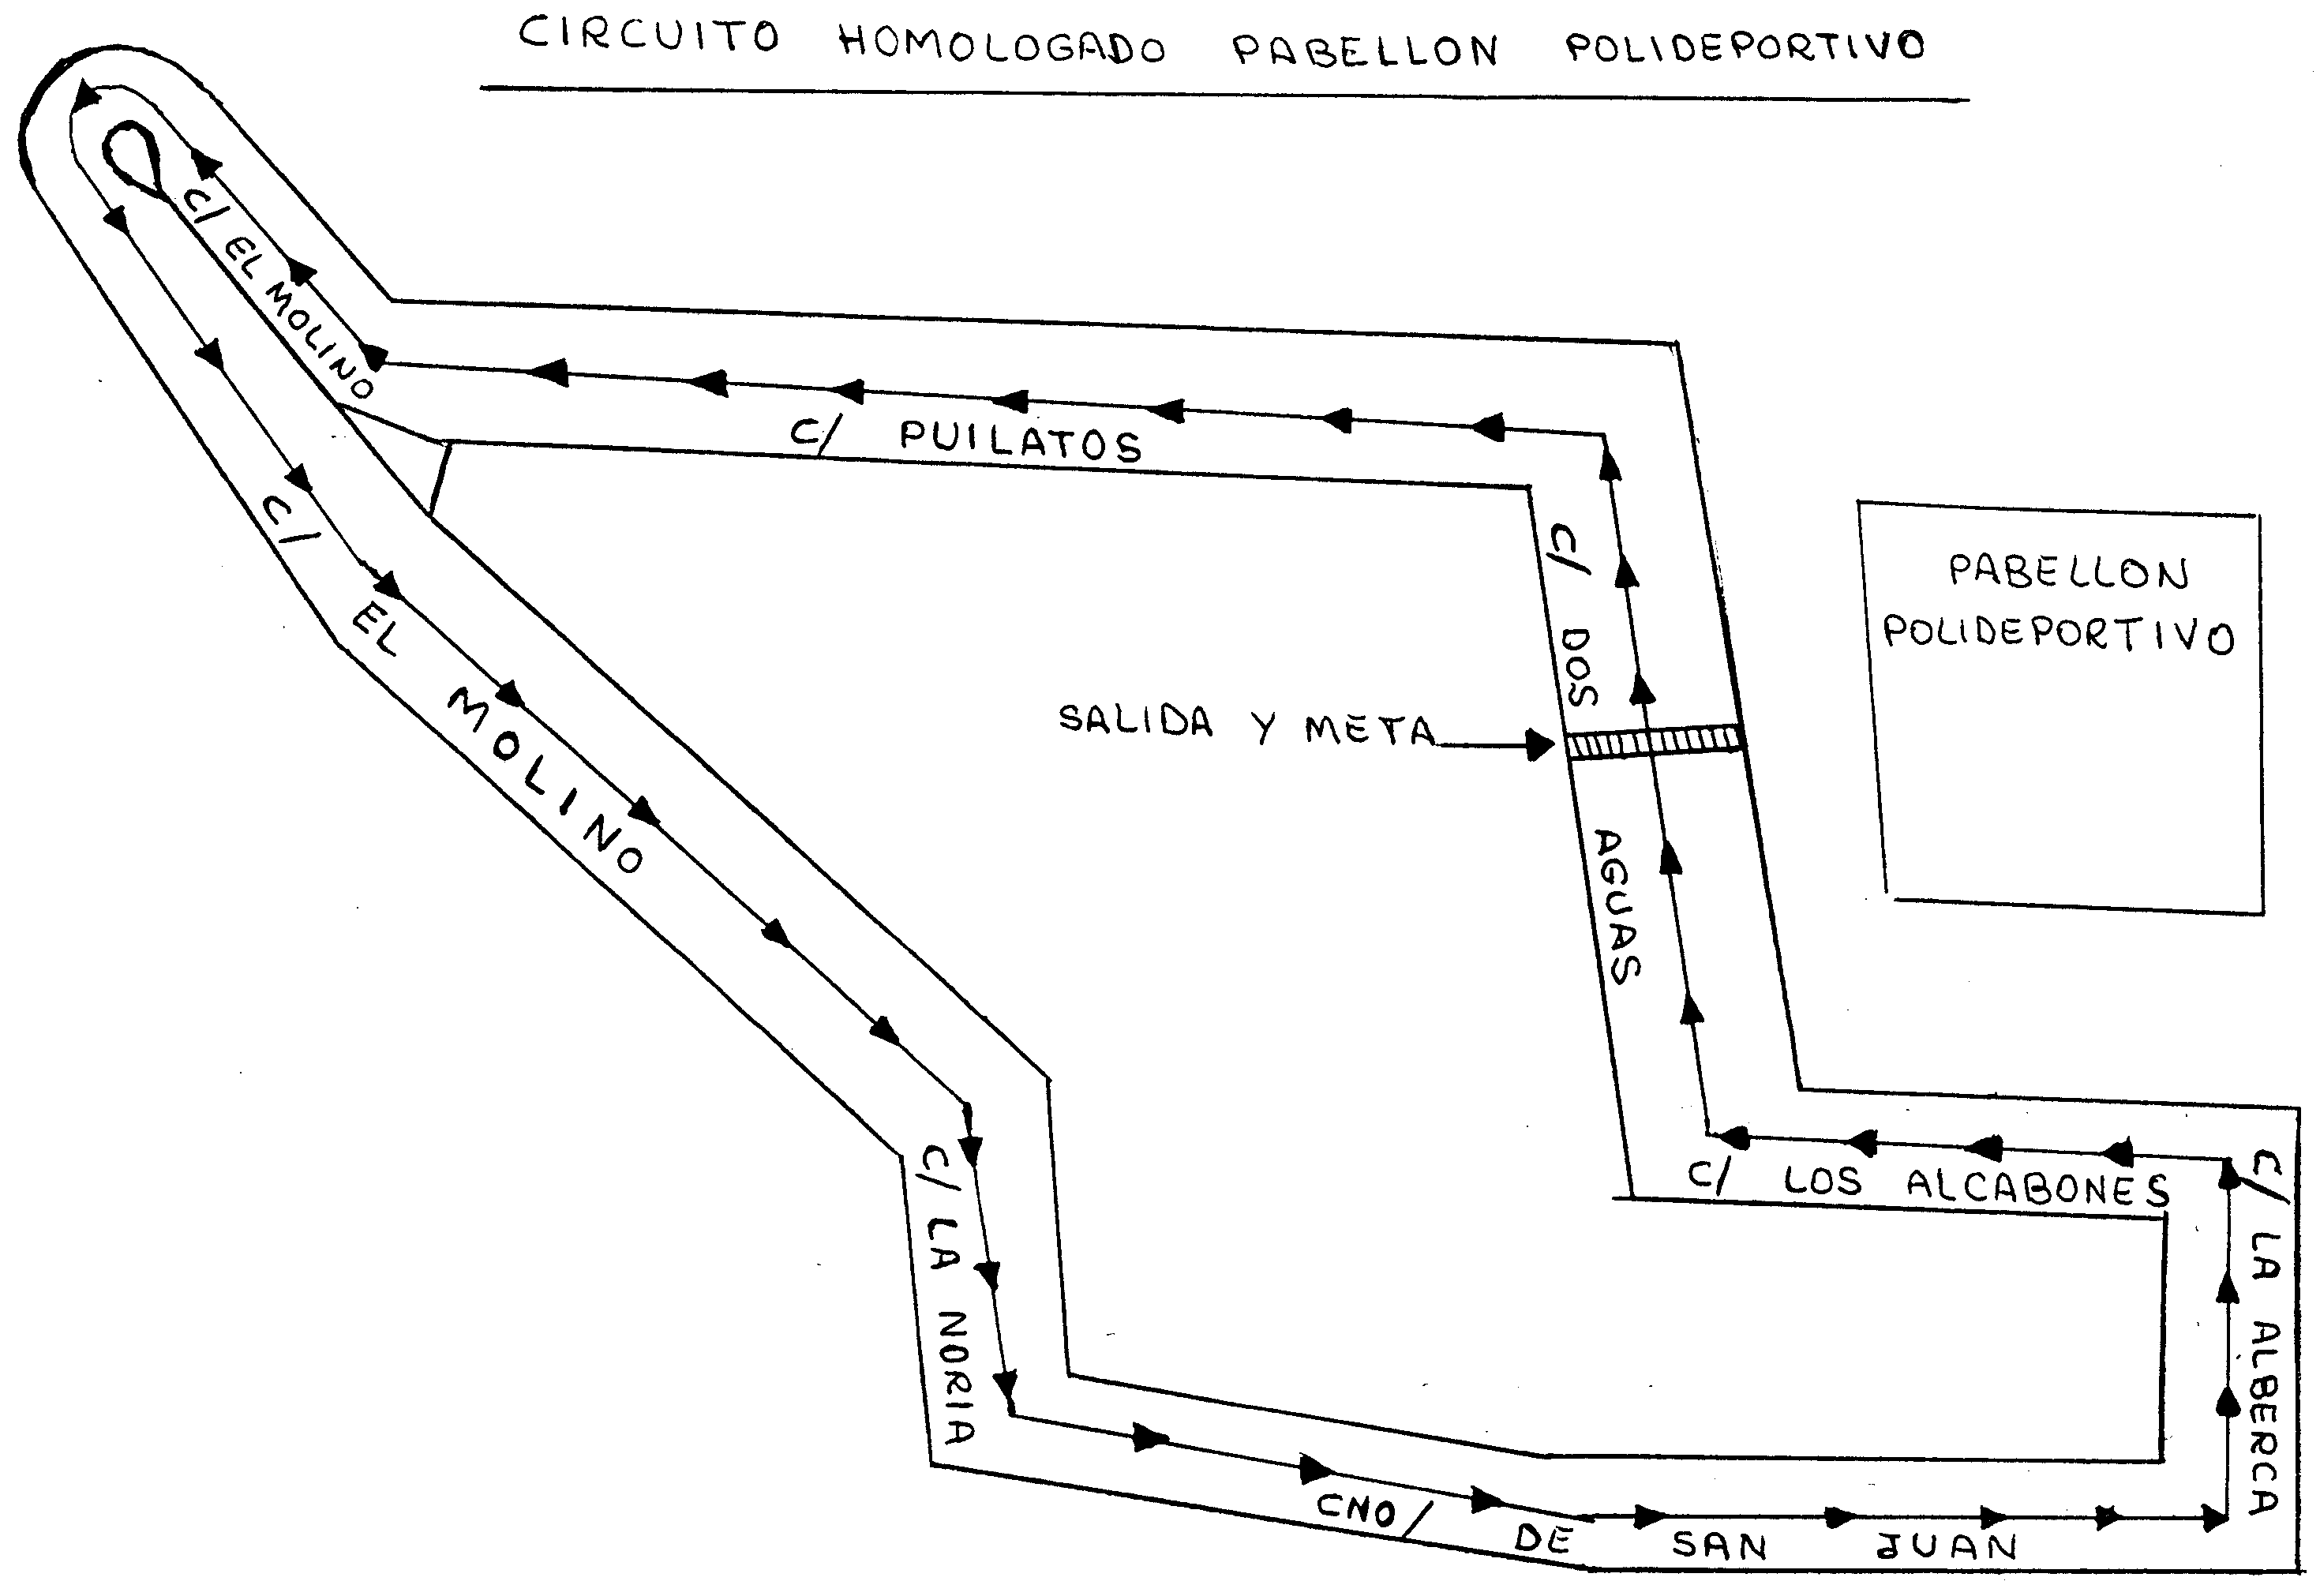 CIRCUITO HOMOLOGADO PABELLON POLIDEPORTIVO
C/ EL MOLINO
C/ PUILATOS
C/ DOS AGUAS
PABELLON
POLIDEPORTIVO
SALIDA Y META
C/ EL MOLINO
C/ LA NORIA
C/ LOS ALCABONES
C/ LA ALBERCA
CNO/ DE SAN JUAN